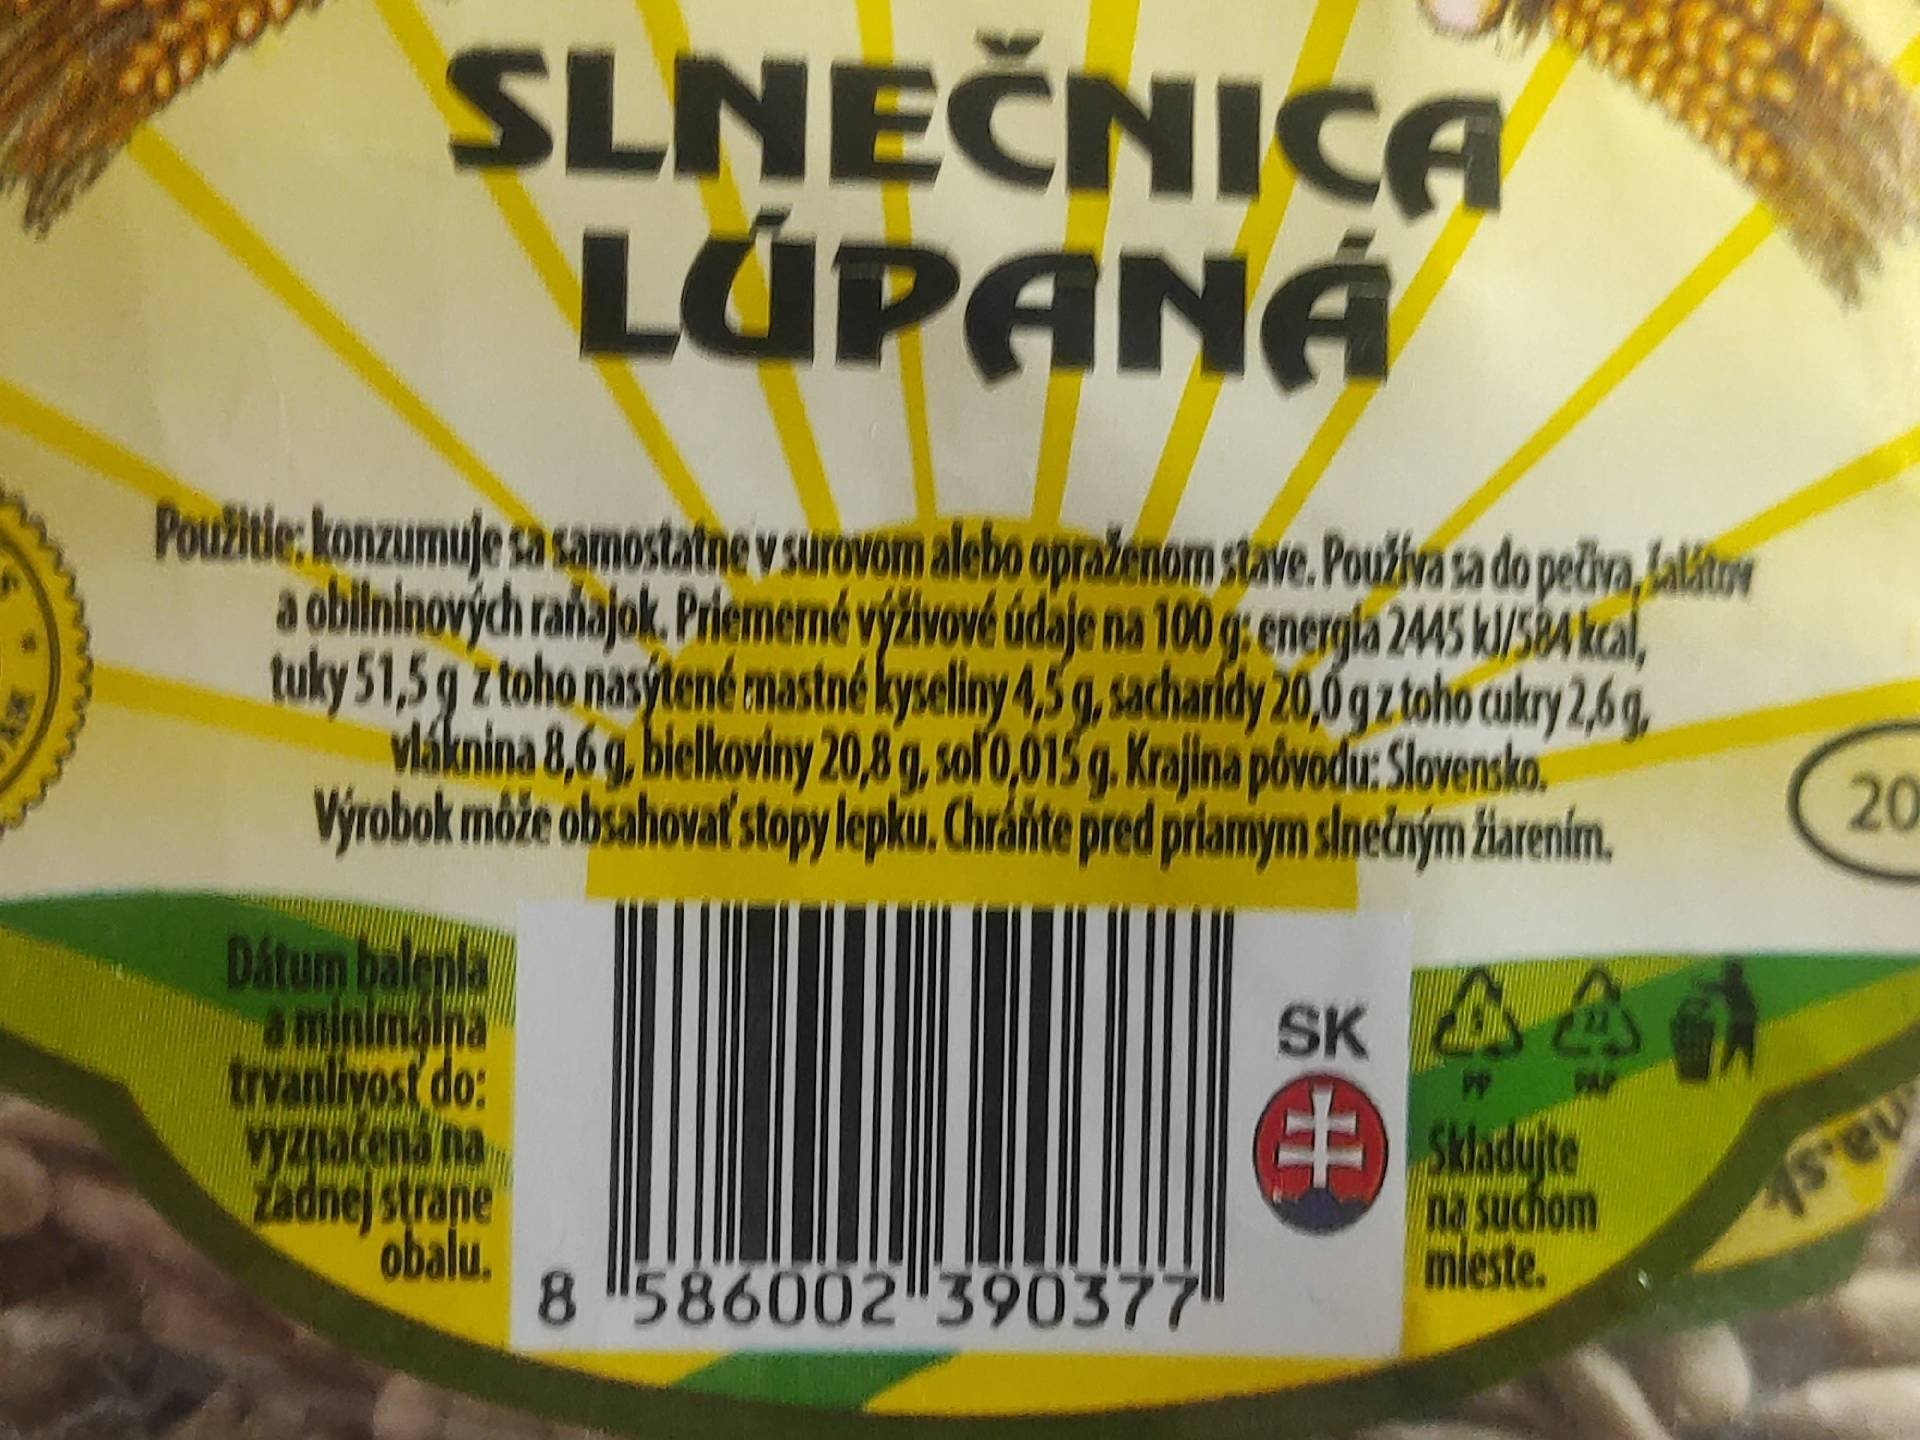 SLNEČNICA
LÚPANÁ
Použitie: konzumuje sa samostatne v surovom alebo opraženom stave. Používa sa do pečiva, šalátov
a obilninových raňajok. Priemerné výživové údaje na 100 g: energia 2445 kJ/584 kcal,
tuky 51,5 g z toho nasýtené mastné kyseliny 4,5 g, sacharidy 20,0 g z toho cukry 2,6 g,
vláknina 8,6 g, bielkoviny 20,8 g, soľ 0,015 g. Krajina pôvodu: Slovensko.
Výrobok môže obsahovať stopy lepku. Chráňte pred priamym slnečným žiarením.
20
Dátum balenia
a minimálna
trvanlivosť do:
vyznačená na
zadnej strane
obalu.
8 586002 390377
SK
5
PP
22
PAP
Skladujte
na suchom
mieste.
na.sk